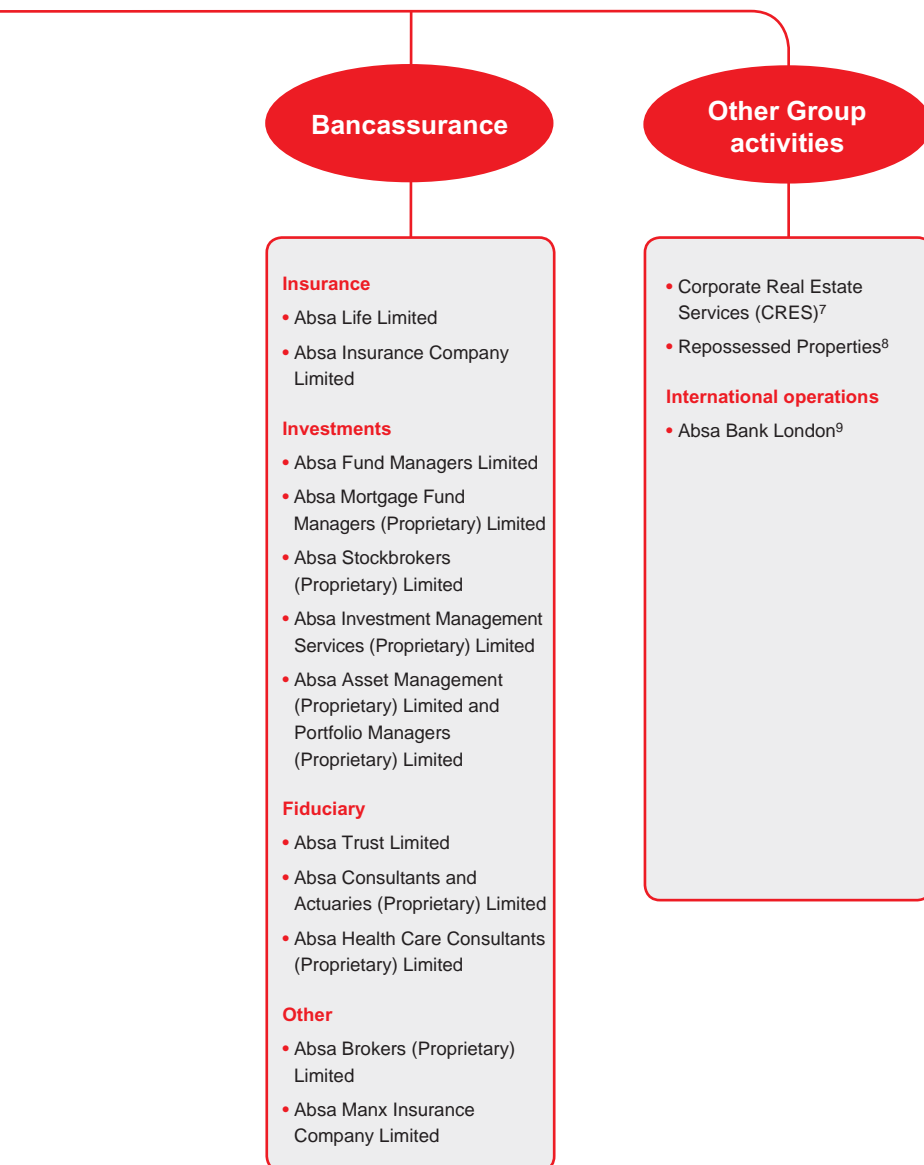 Bancassurance
Insurance
• Absa Life Limited
• Absa Insurance Company
Limited
Investments
• Absa Fund Managers Limited
• Absa Mortgage Fund
Managers (Proprietary) Limited
• Absa Stockbrokers
(Proprietary) Limited
• Absa Investment Management
Services (Proprietary) Limited
• Absa Asset Management
(Proprietary) Limited and
Portfolio Managers
(Proprietary) Limited
Fiduciary
• Absa Trust Limited
• Absa Consultants and
Actuaries (Proprietary) Limited
• Absa Health Care Consultants
(Proprietary) Limited
Other
• Absa Brokers (Proprietary)
Limited
• Absa Manx Insurance
Company Limited
Other Group
activities
• Corporate Real Estate
Services (CRES)⁷
• Repossessed Properties⁸
International operations
• Absa Bank London⁹